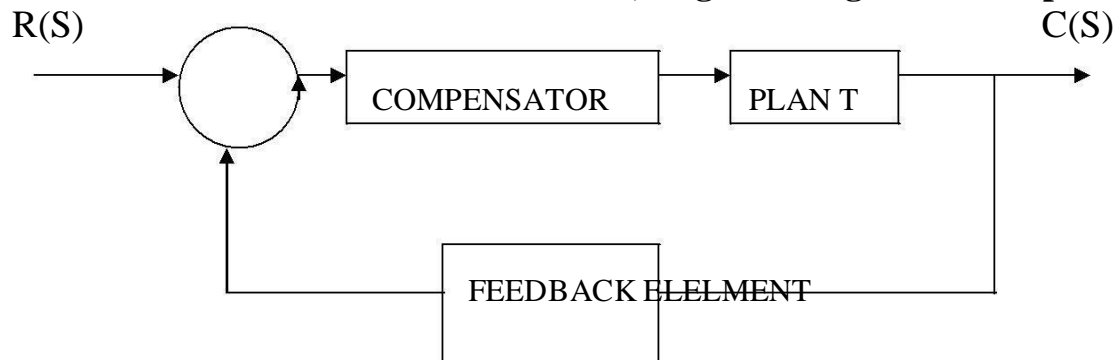 R(S)
C(S)
COMPENSATOR
PLAN T
FEEDBACK ELELMENT